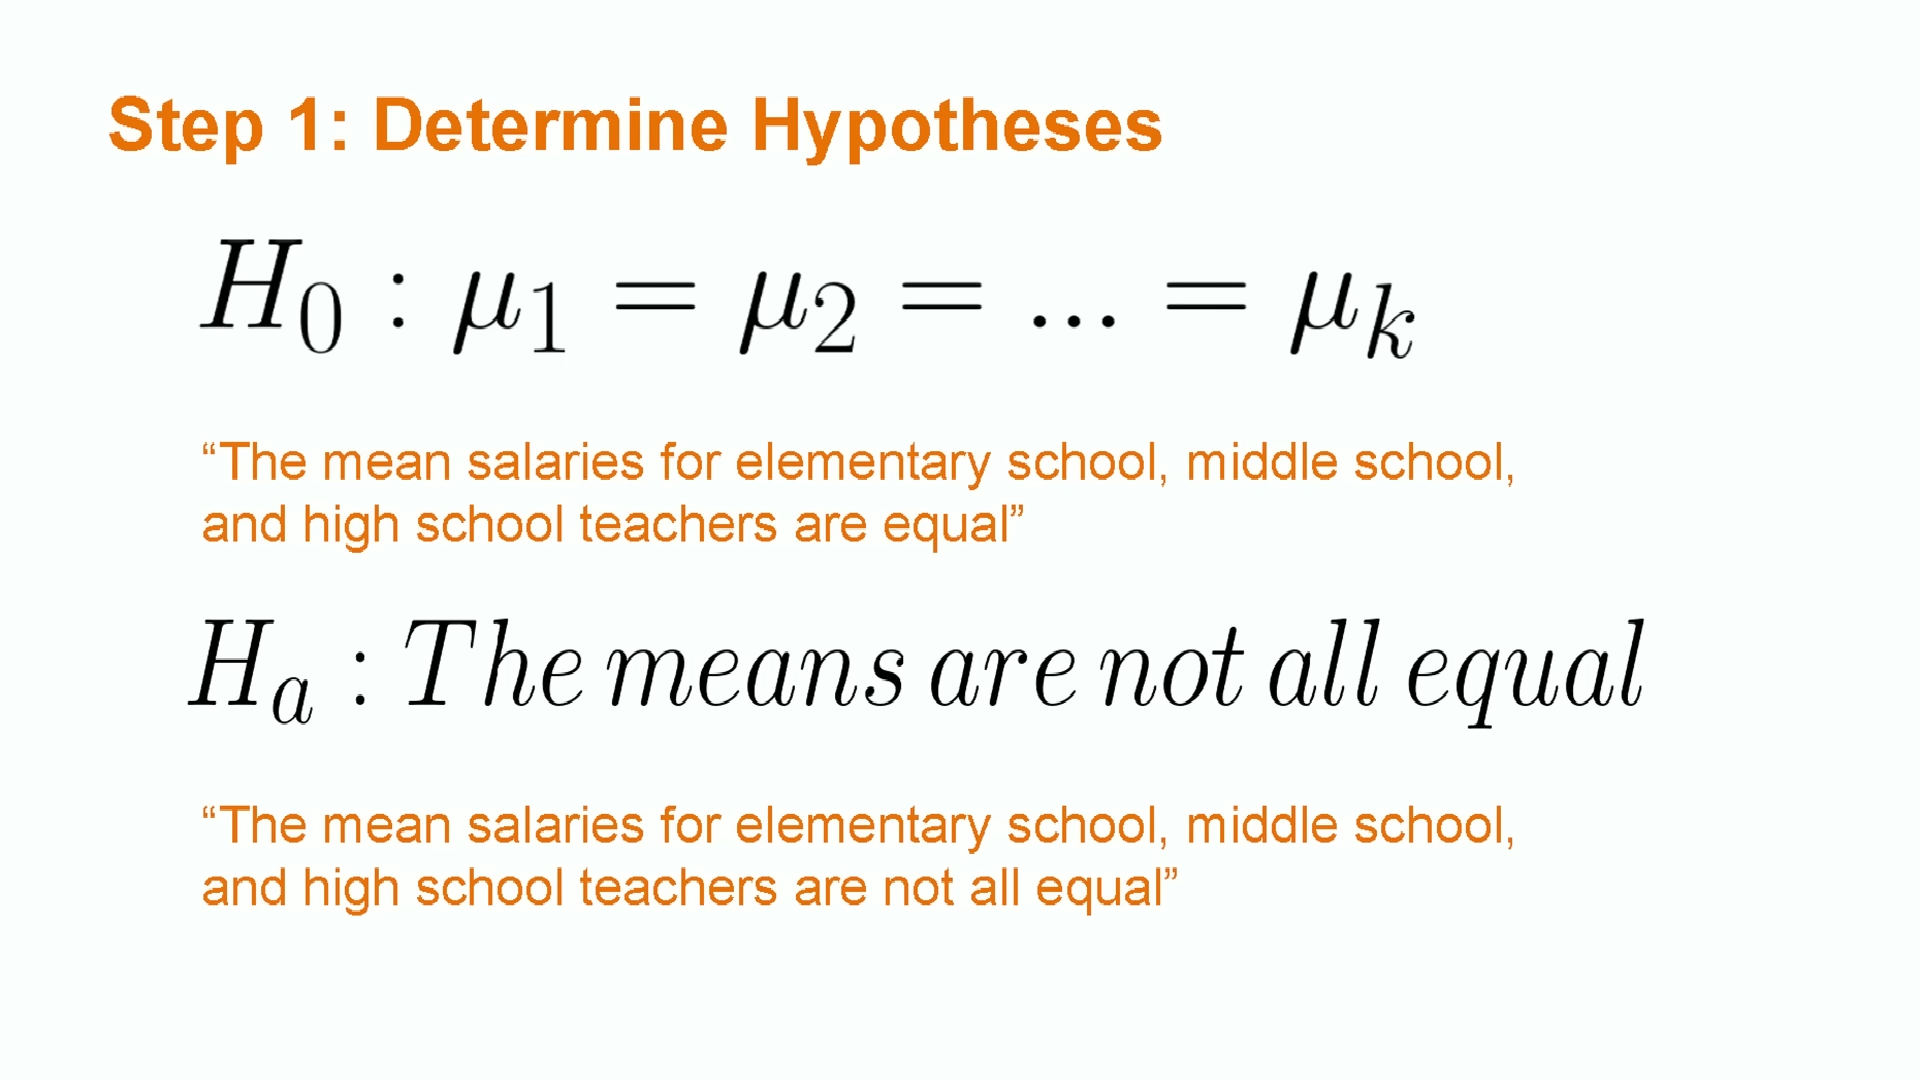 Step 1: Determine Hypotheses
H₀ : μ₁ = μ₂ = ... = μₖ
“The mean salaries for elementary school, middle school,
and high school teachers are equal”
Hₐ : The means are not all equal
“The mean salaries for elementary school, middle school,
and high school teachers are not all equal”